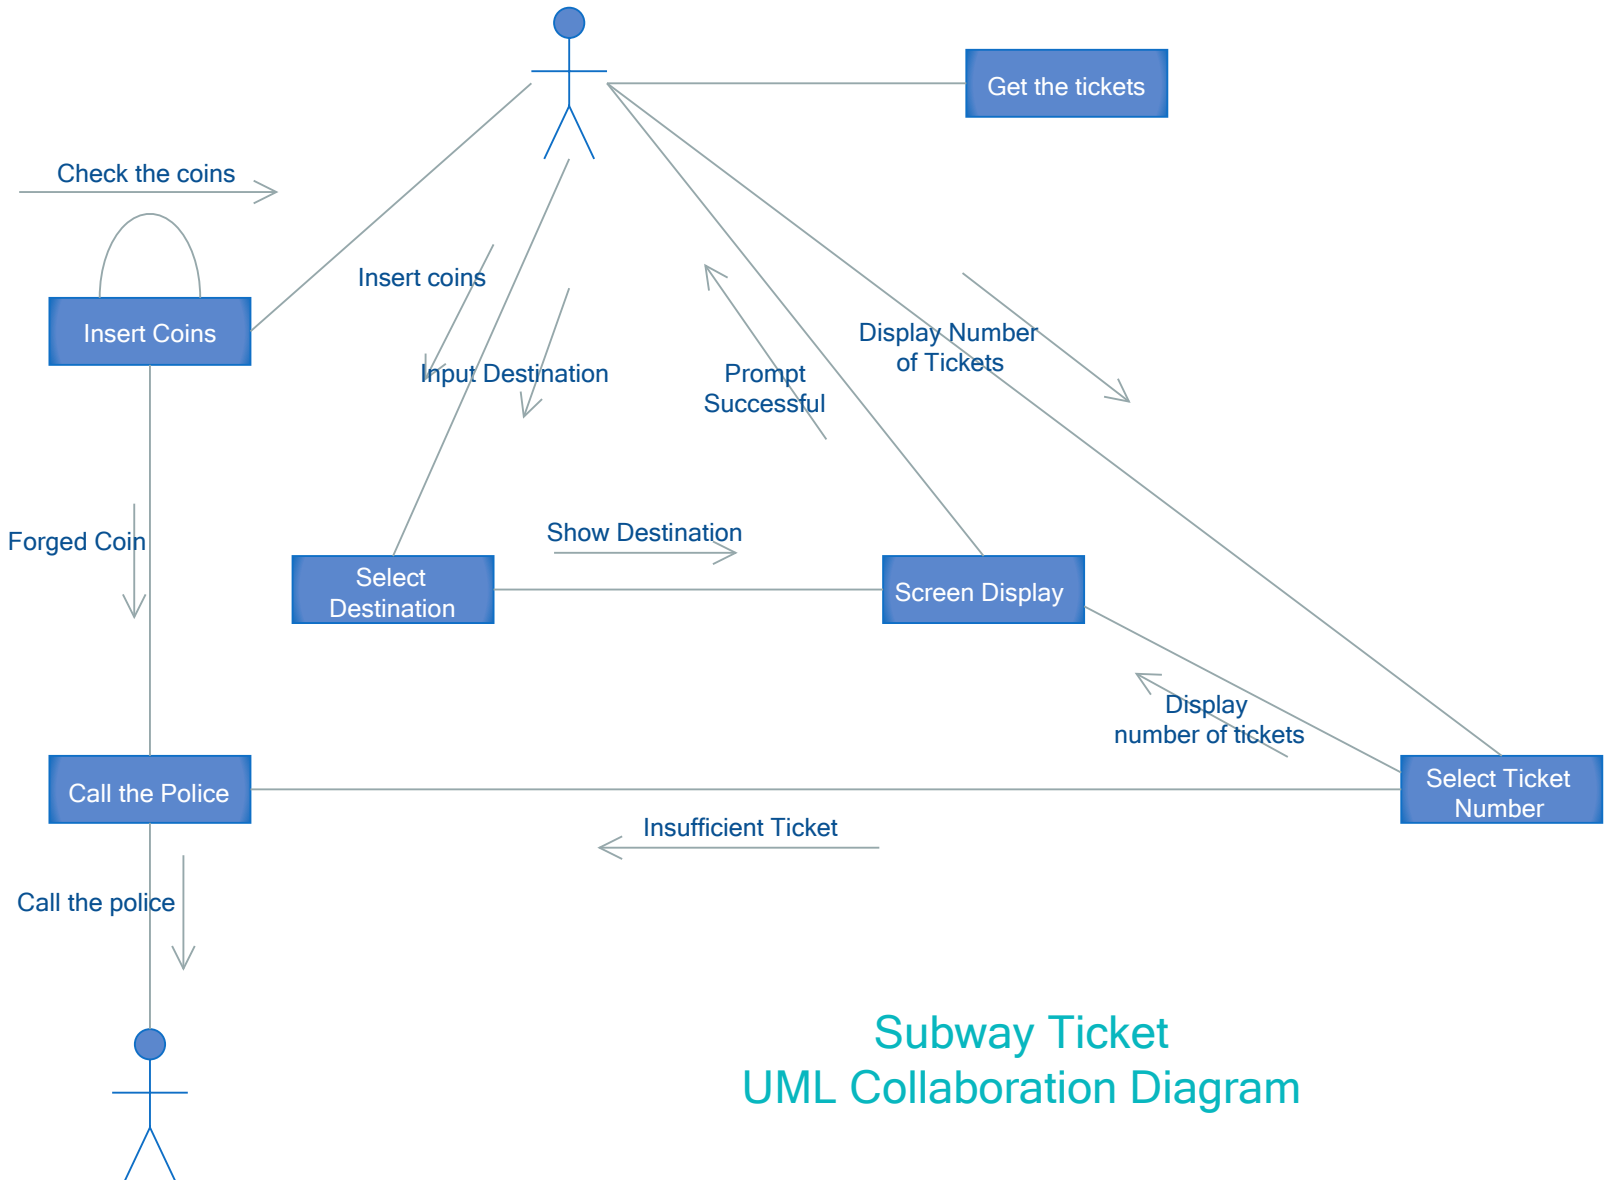 Get the tickets
Check the coins
Insert coins
Insert Coins
Display Number
of Tickets
Input Destination
Prompt
Successful
Forged Coin
Show Destination
Select
Destination
Screen Display
Display
number of tickets
Call the Police
Select Ticket
Number
Insufficient Ticket
Call the police
Subway Ticket
UML Collaboration Diagram